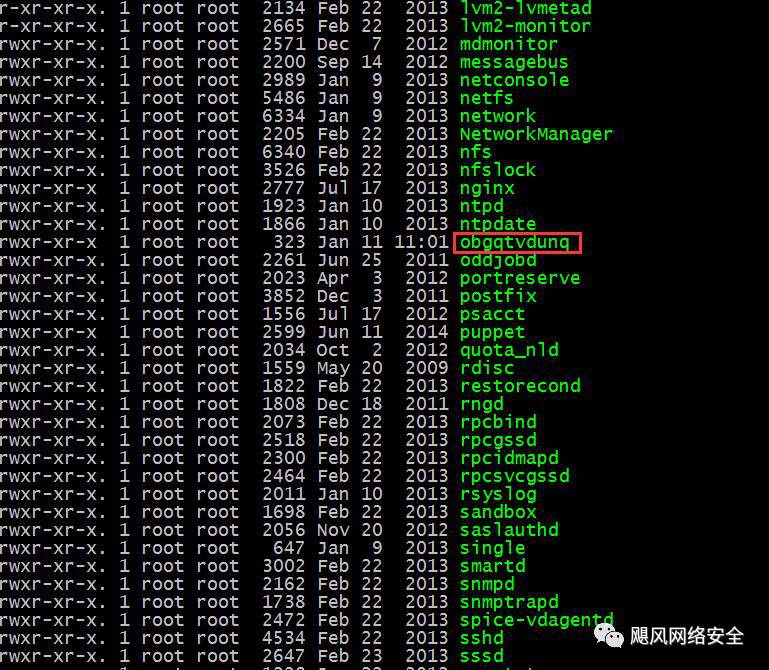 r-xr-xr-x. 1 root root 2134 Feb 22 2013 lvm2-lvmetad
rwxr-xr-x. 1 root root 2665 Feb 22 2013 lvm2-monitor
rwxr-xr-x. 1 root root 2571 Dec 7 2012 mdmonitor
rwxr-xr-x. 1 root root 2200 Sep 14 2012 messagebus
rwxr-xr-x. 1 root root 2989 Jan 9 2013 netconsole
rwxr-xr-x. 1 root root 5486 Jan 9 2013 netfs
rwxr-xr-x. 1 root root 6334 Jan 9 2013 network
rwxr-xr-x. 1 root root 2205 Feb 22 2013 NetworkManager
rwxr-xr-x. 1 root root 6340 Feb 22 2013 nfs
rwxr-xr-x. 1 root root 3526 Feb 22 2013 nfslock
rwxr-xr-x 1 root root 2777 Jul 17 2013 nginx
rwxr-xr-x. 1 root root 1923 Jan 10 2013 ntpd
rwxr-xr-x. 1 root root 1866 Jan 10 2013 ntpdate
rwxr-xr-x. 1 root root 323 Jan 11 11:01 obgqtvdunq
rwxr-xr-x. 1 root root 2261 Jun 25 2011 oddjobd
rwxr-xr-x. 1 root root 2023 Apr 3 2012 portreserve
rwxr-xr-x. 1 root root 3852 Dec 3 2011 postfix
rwxr-xr-x. 1 root root 1556 Jul 17 2012 psacct
rwxr-xr-x 1 root root 2599 Jun 11 2014 puppet
rwxr-xr-x. 1 root root 2034 Oct 2 2012 quota_nld
rwxr-xr-x. 1 root root 1559 May 20 2009 rdisc
rwxr-xr-x. 1 root root 1822 Feb 22 2013 restorecond
rwxr-xr-x. 1 root root 1808 Dec 18 2011 rngd
rwxr-xr-x. 1 root root 2073 Feb 22 2013 rpcbind
rwxr-xr-x. 1 root root 2518 Feb 22 2013 rpcgssd
rwxr-xr-x. 1 root root 2300 Feb 22 2013 rpcidmapd
rwxr-xr-x. 1 root root 2464 Feb 22 2013 rpcsvcgssd
rwxr-xr-x. 1 root root 2011 Jan 10 2013 rsyslog
rwxr-xr-x. 1 root root 1698 Feb 22 2013 sandbox
rwxr-xr-x. 1 root root 2056 Nov 20 2012 saslauthd
rwxr-xr-x. 1 root root 647 Jan 9 2013 single
rwxr-xr-x. 1 root root 3002 Feb 22 2013 smartd
rwxr-xr-x. 1 root root 2162 Feb 22 2013 snmpd
rwxr-xr-x. 1 root root 1738 Feb 22 2013 snmptrapd
rwxr-xr-x. 1 root root 2472 Feb 22 2013 spice-vdagentd
rwxr-xr-x. 1 root root 4534 Feb 22 2013 sshd
飓风网络安全
rwxr-xr-x. 1 root root 2647 Feb 23 2013 sssd